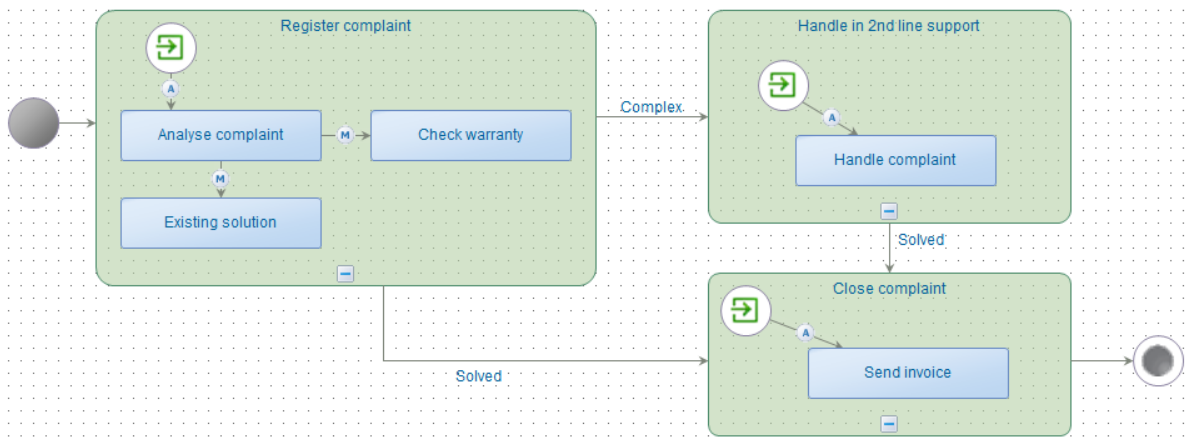 Register complaint
A
Analyse complaint
M
Check warranty
M
Existing solution
Complex
Handle in 2nd line support
A
Handle complaint
Solved
Close complaint
A
Send invoice
Solved